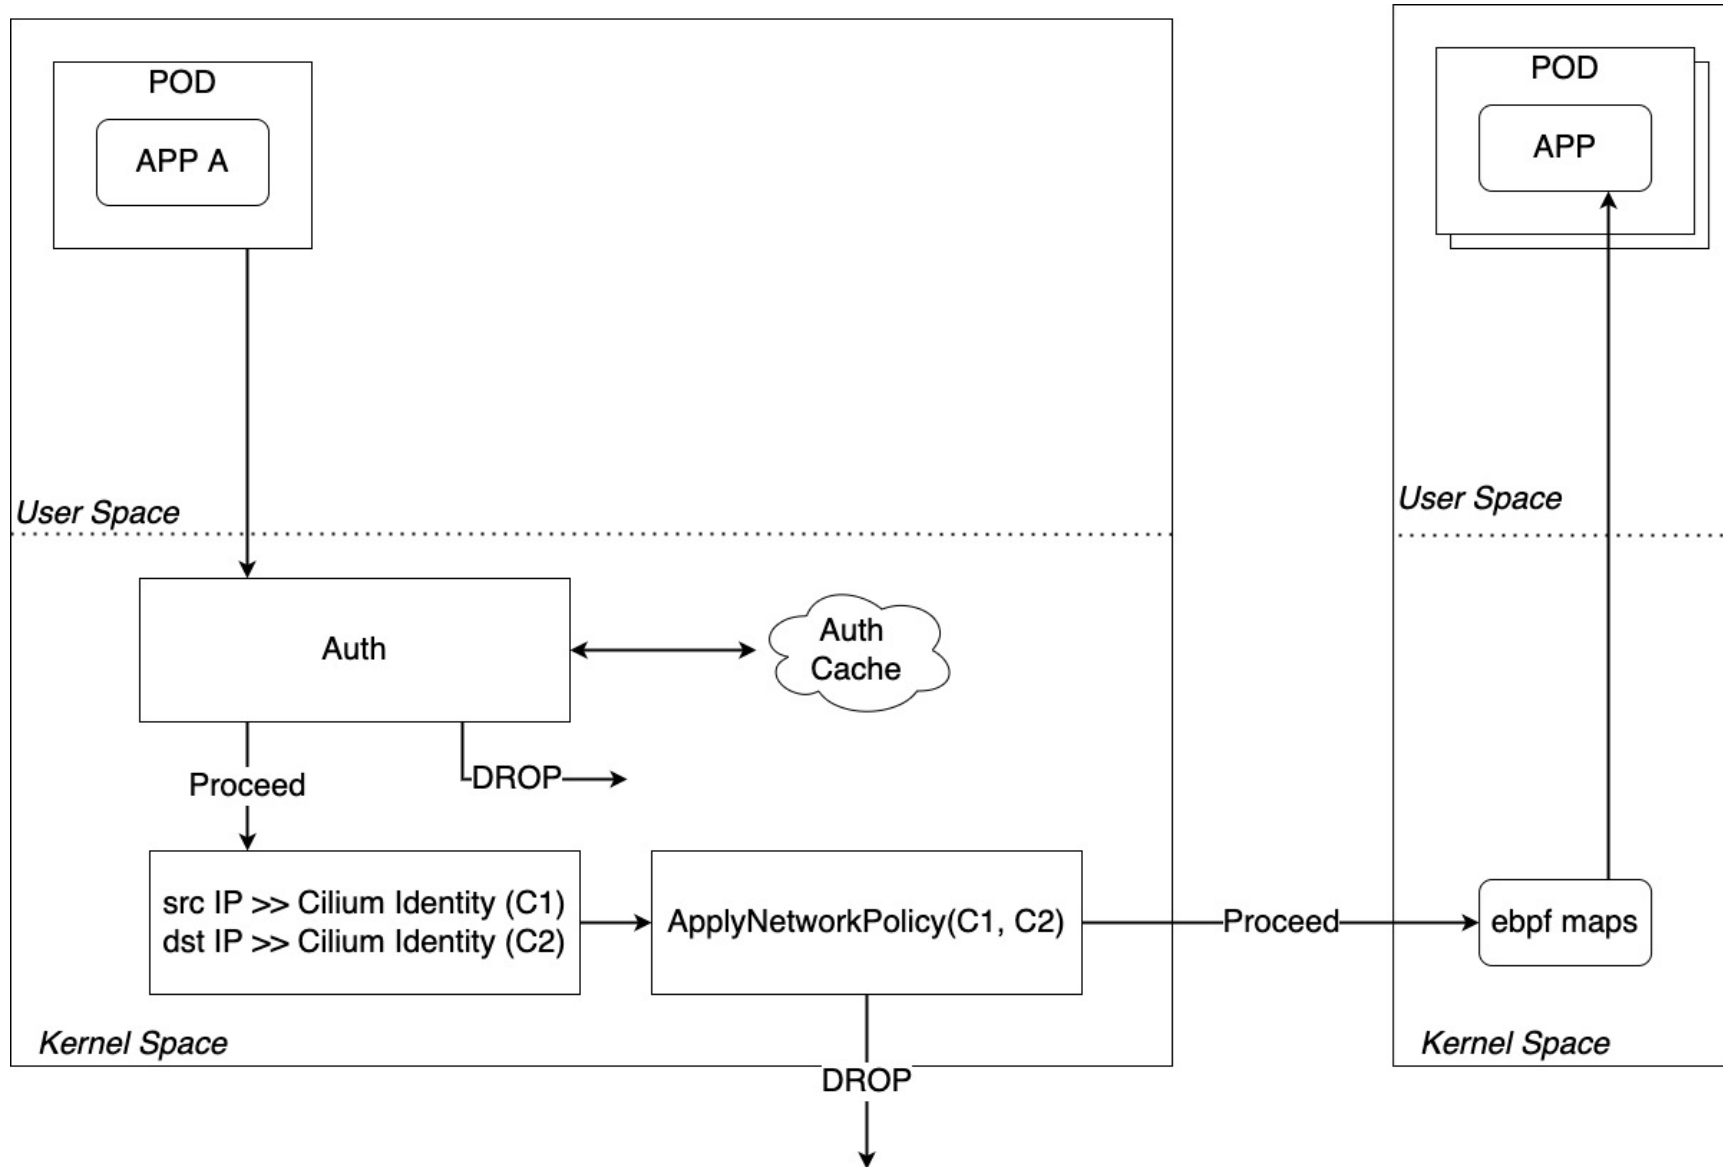 POD
APP A
User Space
Auth
Auth
Cache
Proceed
DROP
src IP >> Cilium Identity (C1)
dst IP >> Cilium Identity (C2)
ApplyNetworkPolicy(C1, C2)
Kernel Space
DROP
Proceed
POD
APP
User Space
ebpf maps
Kernel Space